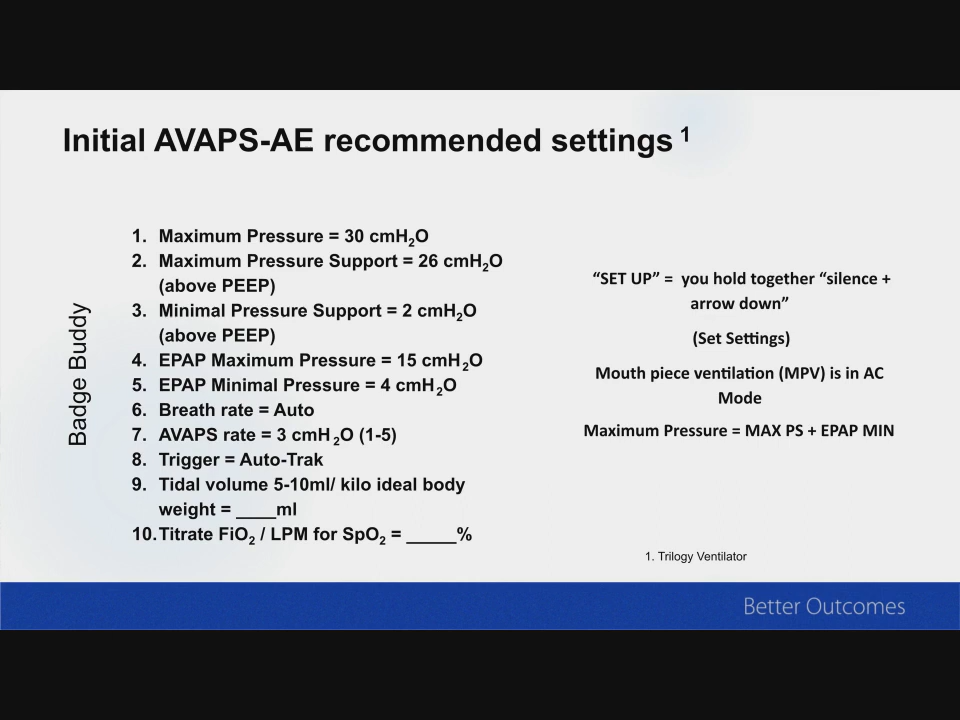 Initial AVAPS-AE recommended settings 1
Badge Buddy
1. Maximum Pressure = 30 cmH2O
2. Maximum Pressure Support = 26 cmH2O
(above PEEP)
3. Minimal Pressure Support = 2 cmH2O
(above PEEP)
4. EPAP Maximum Pressure = 15 cmH2O
5. EPAP Minimal Pressure = 4 cmH2O
6. Breath rate = Auto
7. AVAPS rate = 3 cmH2O (1-5)
8. Trigger = Auto-Trak
9. Tidal volume 5-10ml/ kilo ideal body
weight = ____ml
10. Titrate FiO2 / LPM for SpO2 = _____%
“SET UP” = you hold together “silence +
arrow down”
(Set Settings)
Mouth piece ventilation (MPV) is in AC
Mode
Maximum Pressure = MAX PS + EPAP MIN
1. Trilogy Ventilator
Better Outcomes